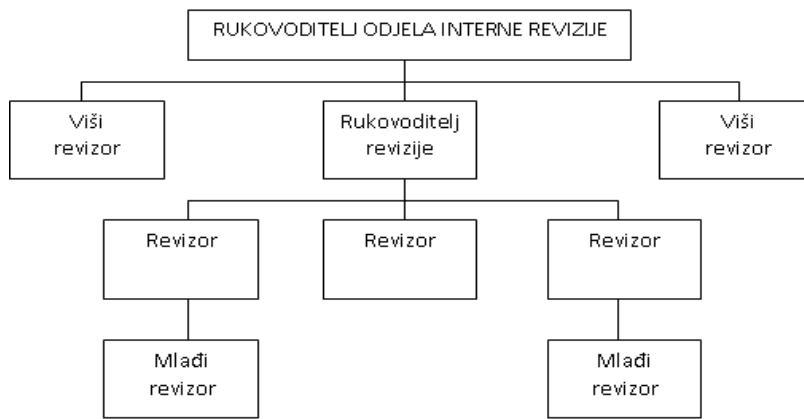 RUKOVODITELJ ODJELA INTERNE REVIZIJE
Viši
revizor
Rukovoditelj
revizije
Viši
revizor
Revizor
Revizor
Revizor
Mlađi
revizor
Mlađi
revizor